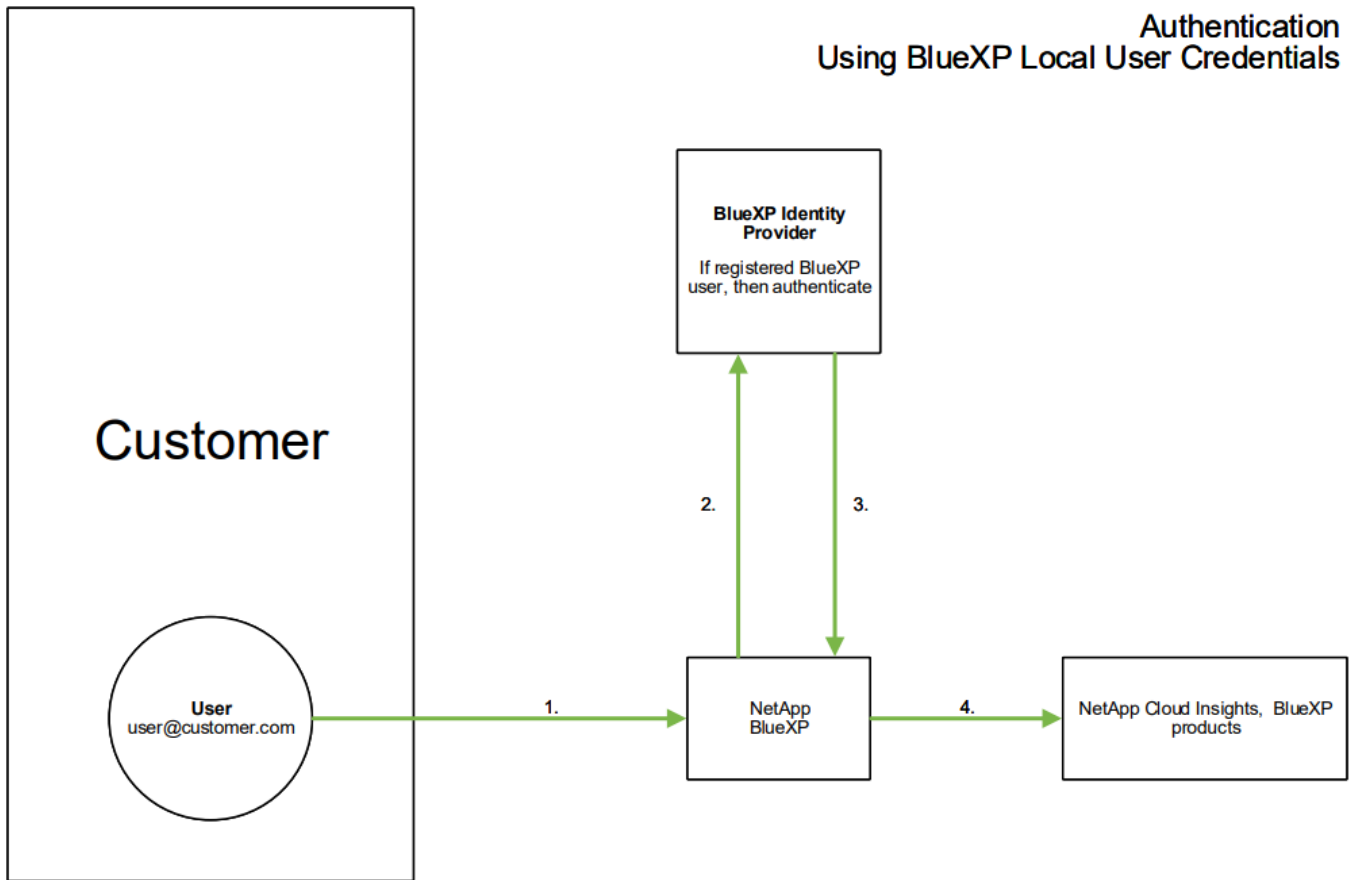 Authentication
Using BlueXP Local User Credentials
BlueXP Identity
Provider
If registered BlueXP
user, then authenticate
Customer
2.
3.
User
user@customer.com
1.
NetApp
BlueXP
4.
NetApp Cloud Insights, BlueXP
products